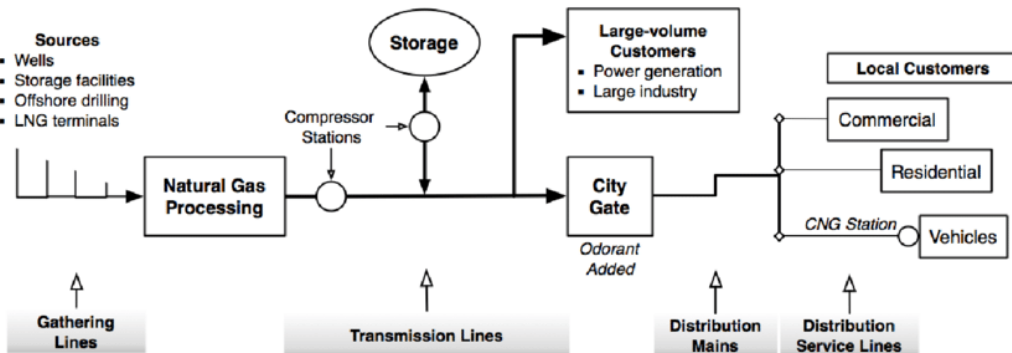 Sources
▪ Wells
▪ Storage facilities
▪ Offshore drilling
▪ LNG terminals
Storage
Compressor
Stations
Large-volume
Customers
▪ Power generation
▪ Large industry
Local Customers
Commercial
Residential
CNG Station
Vehicles
Natural Gas
Processing
City
Gate
Odorant
Added
Gathering
Lines
Transmission Lines
Distribution
Mains
Distribution
Service Lines